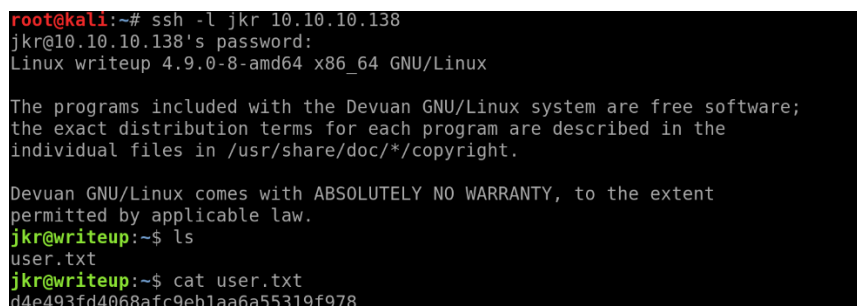 root@kali:~# ssh -l jkr 10.10.10.138
jkr@10.10.10.138's password:
Linux writeup 4.9.0-8-amd64 x86_64 GNU/Linux
The programs included with the Devuan GNU/Linux system are free software;
the exact distribution terms for each program are described in the
individual files in /usr/share/doc/*/copyright.
Devuan GNU/Linux comes with ABSOLUTELY NO WARRANTY, to the extent
permitted by applicable law.
jkr@writeup:~$ ls
user.txt
jkr@writeup:~$ cat user.txt
d4e493fd4068afc9eb1aa6a55319f978